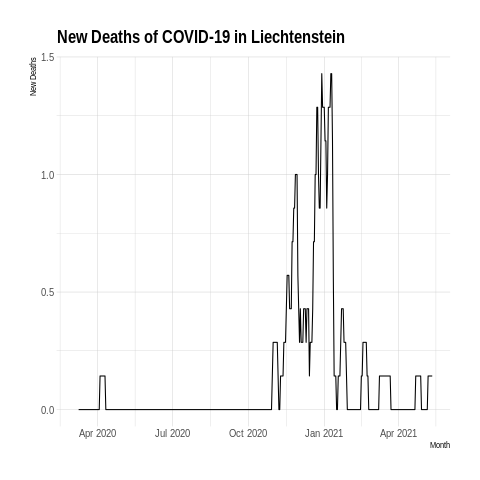 New Deaths of COVID-19 in Liechtenstein
New Deaths
1.5
1.0
0.5
0.0
Apr 2020 Jul 2020 Oct 2020 Jan 2021 Apr 2021
Month